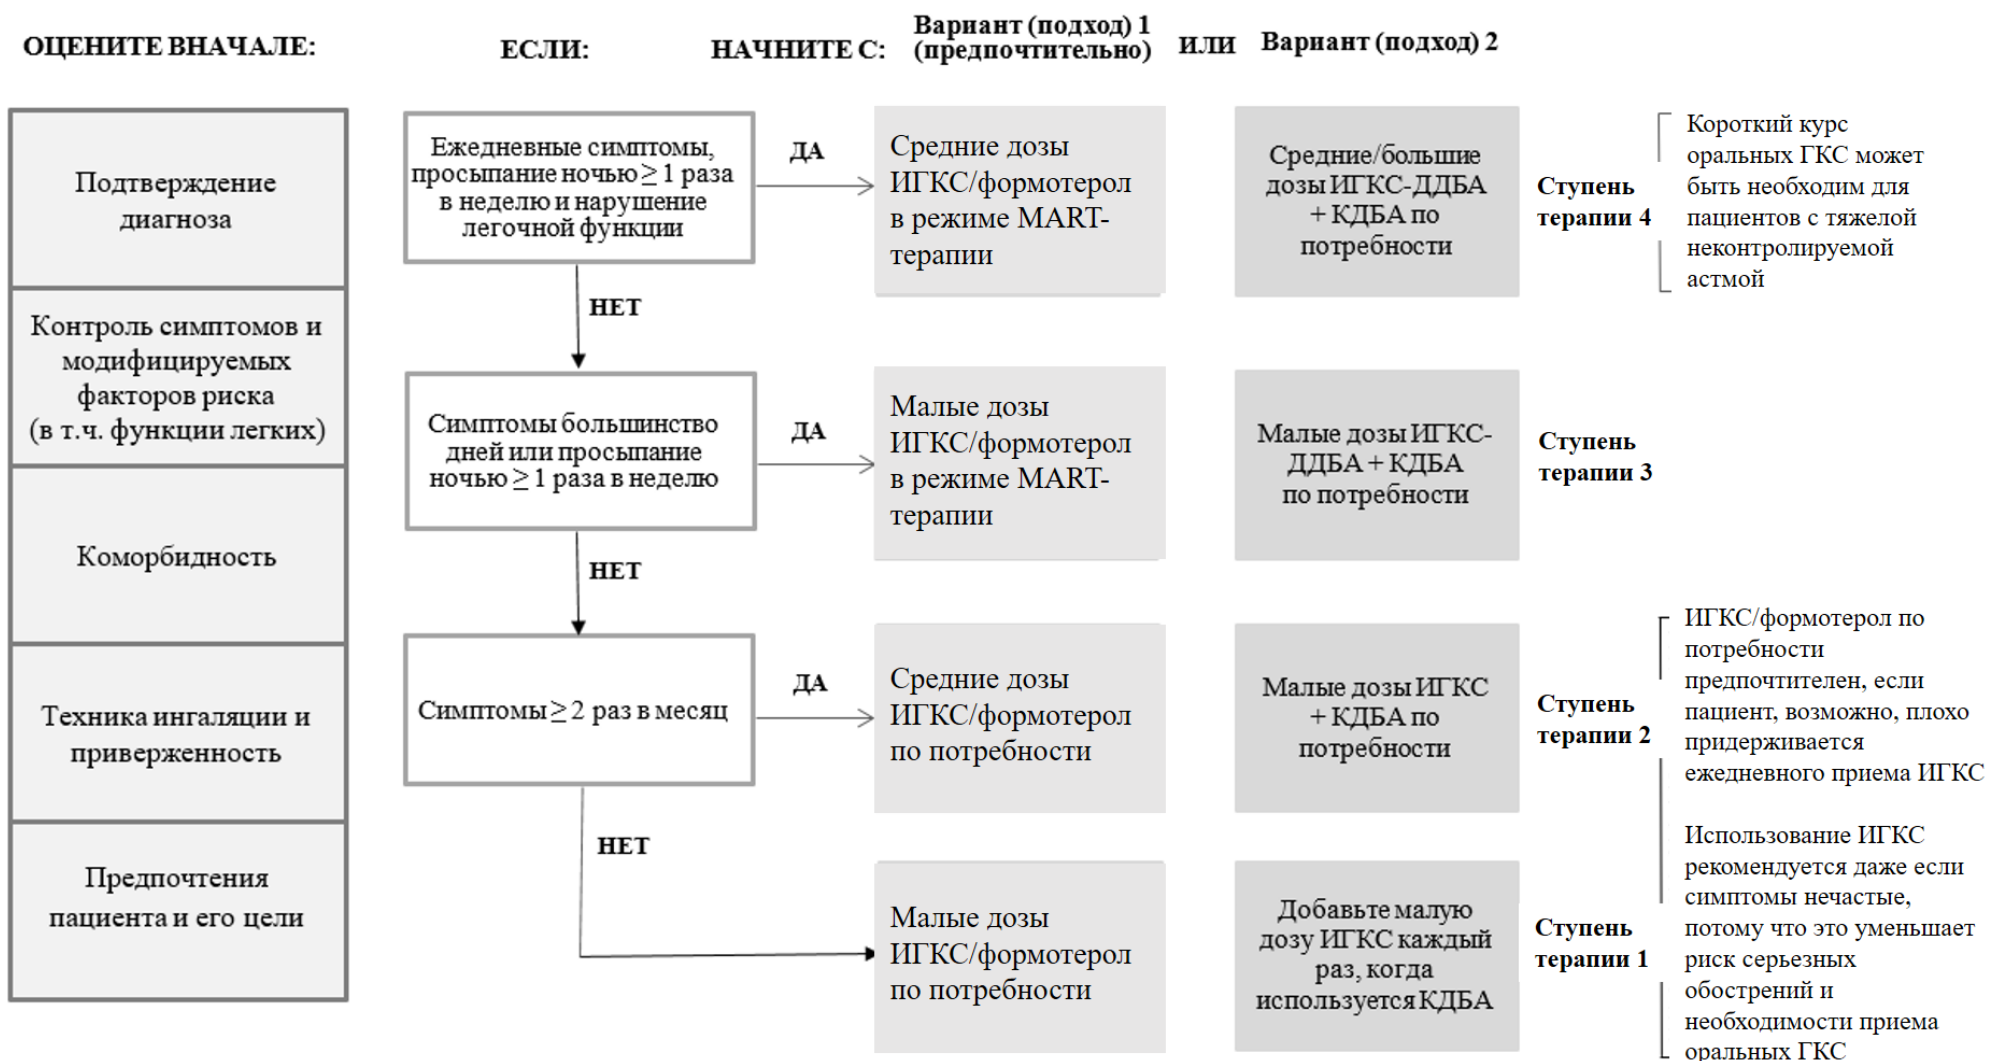 ОЦЕНИТЕ ВНАЧАЛЕ:
ЕСЛИ:
НАЧНИТЕ С:
Вариант (подход) 1
(предпочтительно)
ИЛИ
Вариант (подход) 2
Подтверждение
диагноза
Контроль симптомов и
модифицируемых
факторов риска
(в т.ч. функции легких)
Коморбидность
Техника ингаляции и
приверженность
Предпочтения
пациента и его цели
Ежедневные симптомы,
просыпание ночью ≥ 1 раза
в неделю и нарушение
легочной функции
ДА
Средние дозы
ИГКС/формотерол
в режиме MART-
терапии
Средние/большие
дозы ИГКС-ДДБА
+ КДБА по
потребности
Ступень
терапии 4
Короткий курс
оральных ГКС может
быть необходим для
пациентов с тяжелой
неконтролируемой
астмой
НЕТ
Симптомы большинство
дней или просыпание
ночью ≥ 1 раза в неделю
ДА
Малые дозы
ИГКС/формотерол
в режиме MART-
терапии
Малые дозы ИГКС-
ДДБА + КДБА
по потребности
Ступень
терапии 3
НЕТ
Симптомы ≥ 2 раз в месяц
ДА
Средние дозы
ИГКС/формотерол
по потребности
Малые дозы ИГКС
+ КДБА по
потребности
Ступень
терапии 2
ИГКС/формотерол по
потребности
предпочтителен, если
пациент, возможно, плохо
придерживается
ежедневного приема ИГКС
НЕТ
Малые дозы
ИГКС/формотерол
по потребности
Добавьте малую
дозу ИГКС каждый
раз, когда
используется КДБА
Ступень
терапии 1
Использование ИГКС
рекомендуется даже если
симптомы нечастые,
потому что это уменьшает
риск серьезных
обострений и
необходимости приема
оральных ГКС